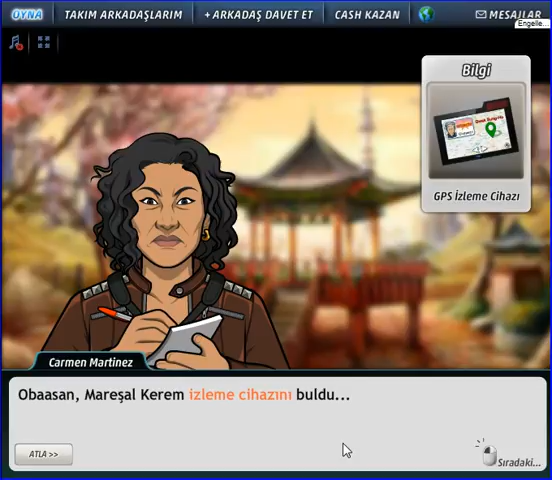 OYNA
TAKIM ARKADAŞLARIM
+ ARKADAŞ DAVET ET
CASH KAZAN
MESAJLAR
Engelle...
Bilgi
GPS İzleme Cihazı
Carmen Martinez
Obaasan, Mareşal Kerem izleme cihazını buldu...
ATLA >>
Sıradaki...